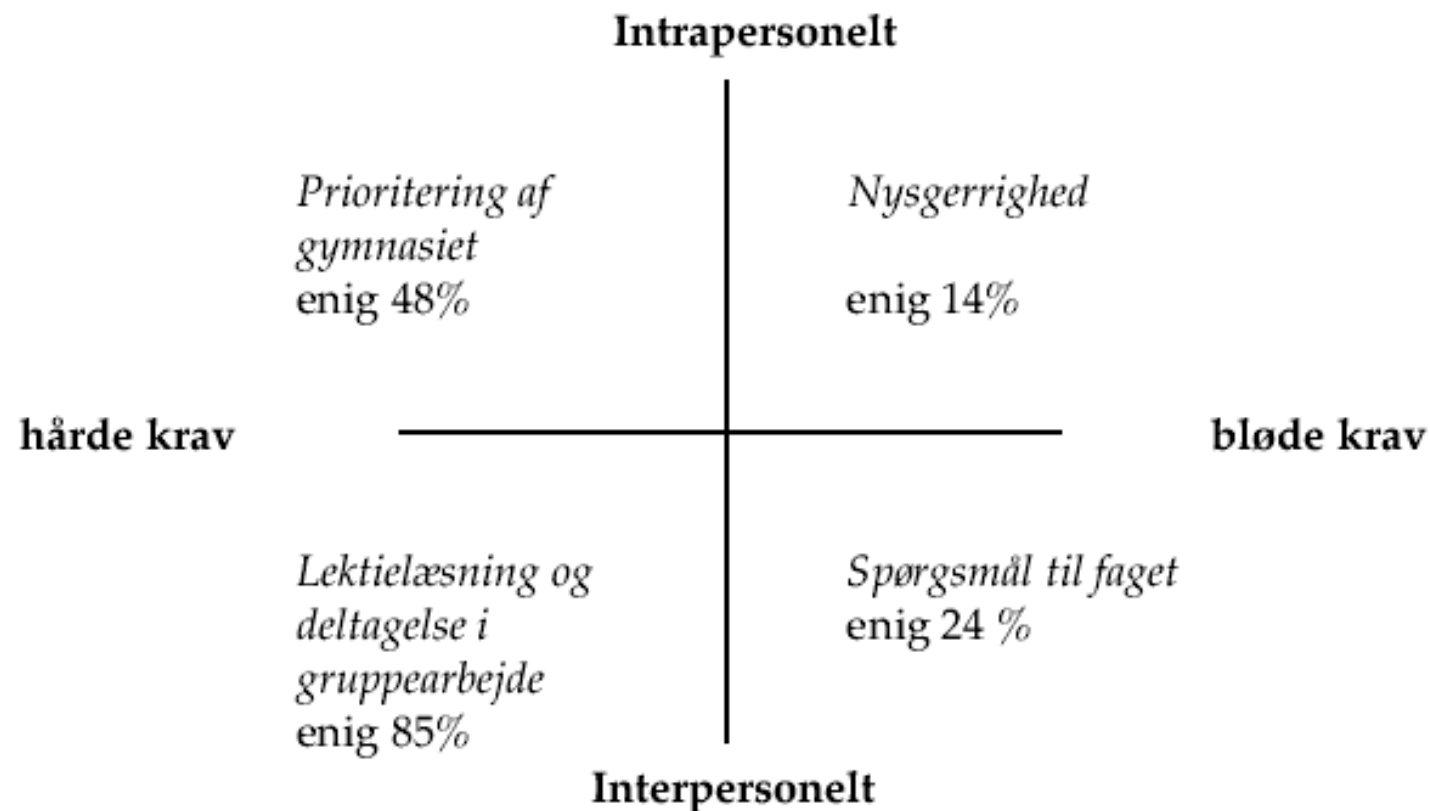 Intrapersonelt
Prioritering af
gymnasiet
enig 48%
Nysgerrighed
enig 14%
hårde krav
bløde krav
Lektielæsning og
deltagelse i
gruppearbejde
enig 85%
Spørgsmål til faget
enig 24 %
Interpersonelt